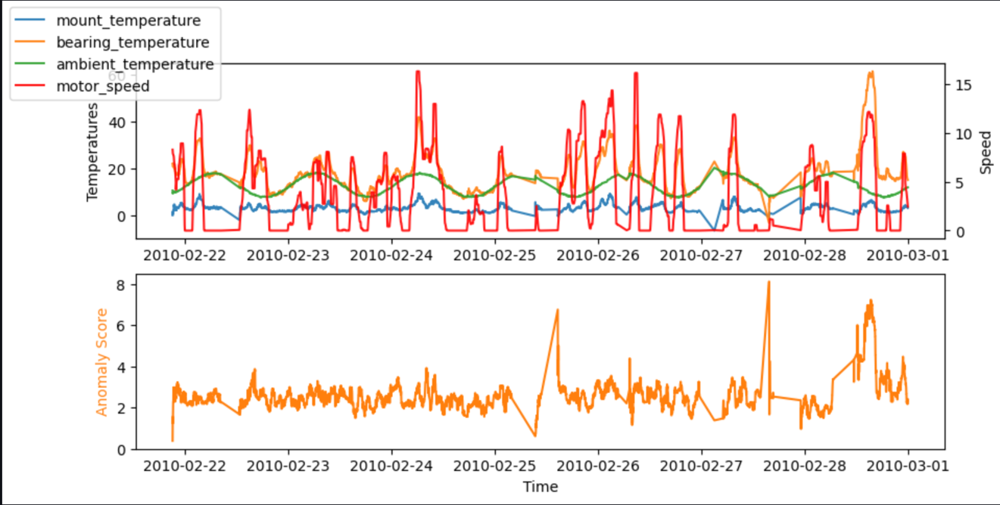 mount_temperature
bearing_temperature
ambient_temperature
motor_speed
60
40
20
0
Temperatures
15
10
5
0
Speed
2010-02-22 2010-02-23 2010-02-24 2010-02-25 2010-02-26 2010-02-27 2010-02-28 2010-03-01
8
6
4
2
0
Anomaly Score
2010-02-22 2010-02-23 2010-02-24 2010-02-25 2010-02-26 2010-02-27 2010-02-28 2010-03-01
Time